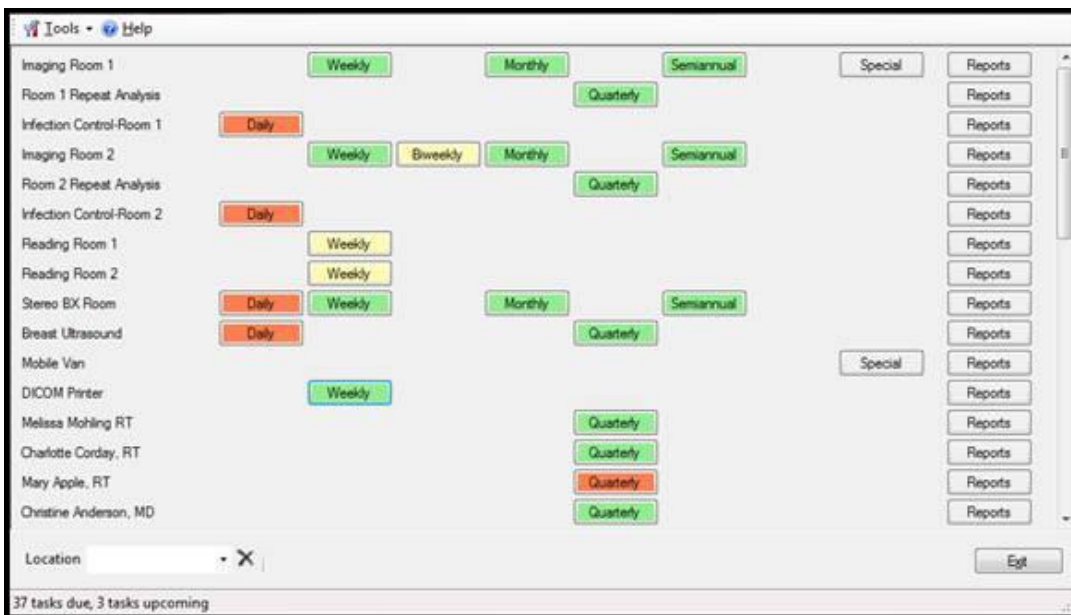 Tools Help
Imaging Room 1 Weekly Monthly Semiannual Special Reports
Room 1 Repeat Analysis Quarterly Reports
Infection Control-Room 1 Daily Reports
Imaging Room 2 Weekly Biweekly Monthly Semiannual Reports
Room 2 Repeat Analysis Quarterly Reports
Infection Control-Room 2 Daily Reports
Reading Room 1 Weekly Reports
Reading Room 2 Weekly Reports
Stereo BX Room Daily Weekly Monthly Semiannual Reports
Breast Ultrasound Daily Quarterly Reports
Mobile Van Special Reports
DICOM Printer Weekly Reports
Melissa Mohling RT Quarterly Reports
Charlotte Corday, RT Quarterly Reports
Mary Apple, RT Quarterly Reports
Christine Anderson, MD Quarterly Reports
Location Exit
37 tasks due, 3 tasks upcoming